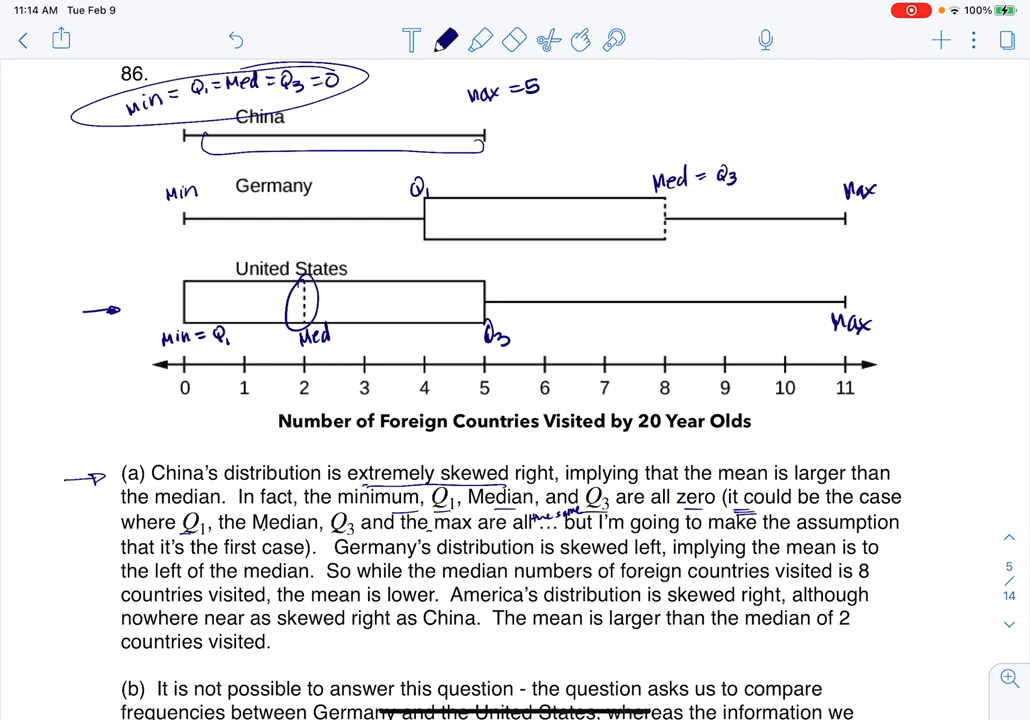 11:14 AM Tue Feb 9
100%
T
86.
Min = Q₁ = Med = Q₃ = 0
Max = 5
China
Min
Germany
Q₁
Med = Q₃
Max
United States
Min = Q₁
Med
Q₃
Max
0 1 2 3 4 5 6 7 8 9 10 11
Number of Foreign Countries Visited by 20 Year Olds
(a) China's distribution is extremely skewed right, implying that the mean is larger than
the median. In fact, the minimum, Q₁, Median, and Q₃ are all zero (it could be the case
where Q₁, the Median, Q₃ and the max are all the same ... but I'm going to make the assumption
that it's the first case). Germany's distribution is skewed left, implying the mean is to
the left of the median. So while the median numbers of foreign countries visited is 8
countries visited, the mean is lower. America's distribution is skewed right, although
nowhere near as skewed right as China. The mean is larger than the median of 2
countries visited.
(b) It is not possible to answer this question - the question asks us to compare
frequencies between Germany and the United States, whereas the information we
5
/
14